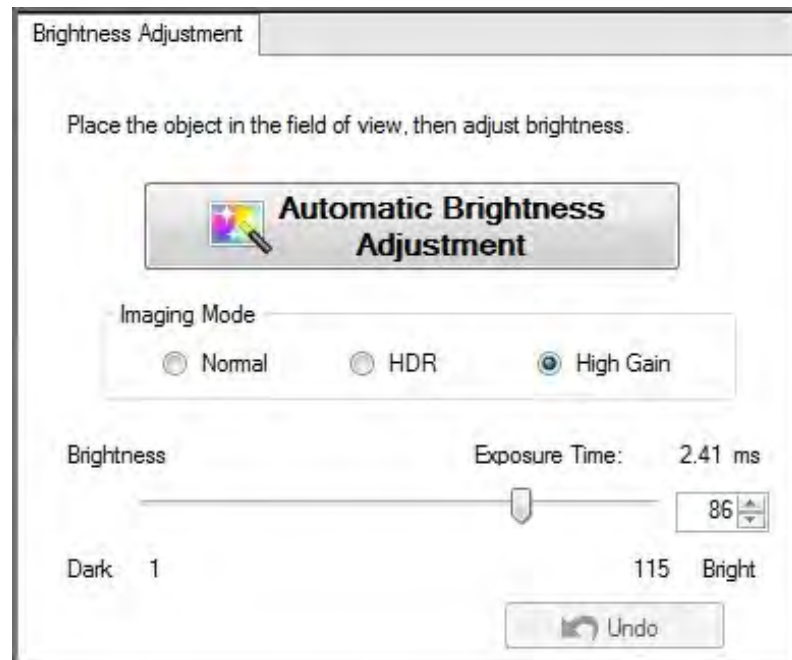 Brightness Adjustment
Place the object in the field of view, then adjust brightness.
Automatic Brightness
Adjustment
Imaging Mode
Normal HDR High Gain
Brightness Exposure Time: 2.41 ms
86
Dark 1 115 Bright
Undo